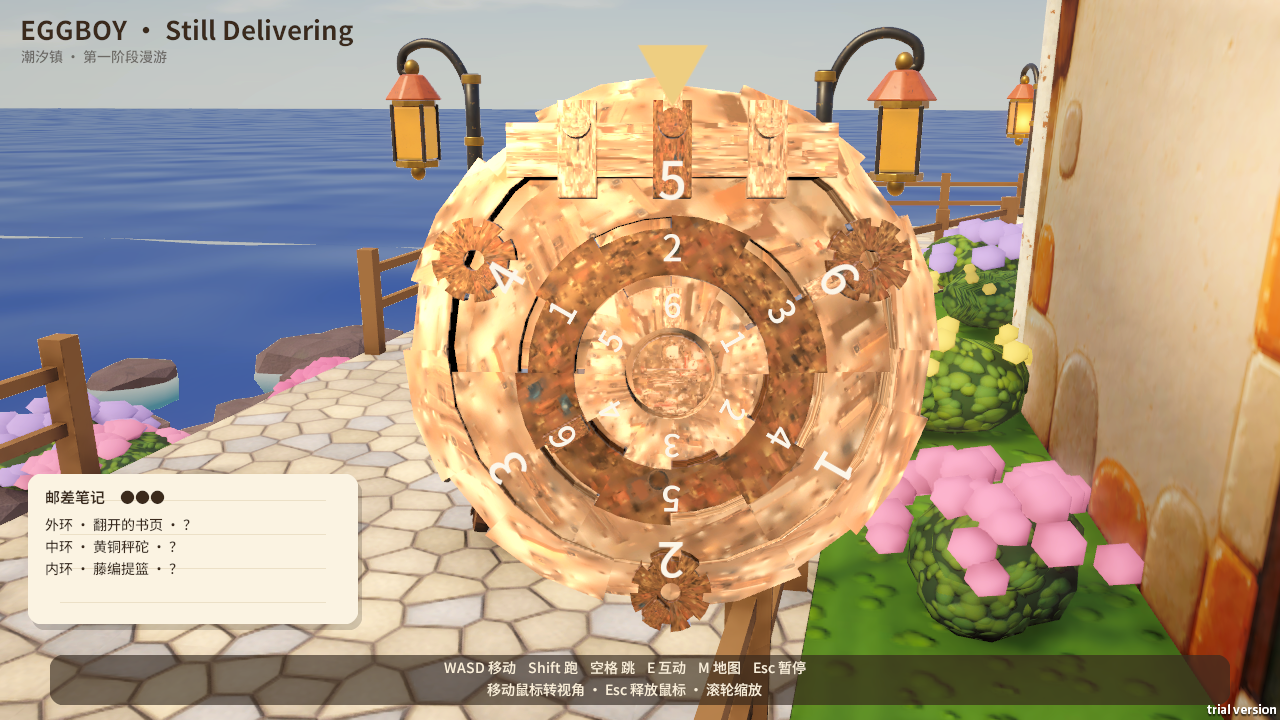 EGGBOY · Still Delivering
潮汐镇 · 第一阶段漫游
5
2
4
6
6
1
3
5
1
4
2
6
4
3
3
1
5
2
邮差笔记 ●●●
外环 · 翻开的书页 · ?
中环 · 黄铜秤砣 · ?
内环 · 藤编提篮 · ?
WASD 移动 Shift 跑 空格 跳 E 互动 M 地图 Esc 暂停
移动鼠标转视角 · Esc 释放鼠标 · 滚轮缩放
trial version